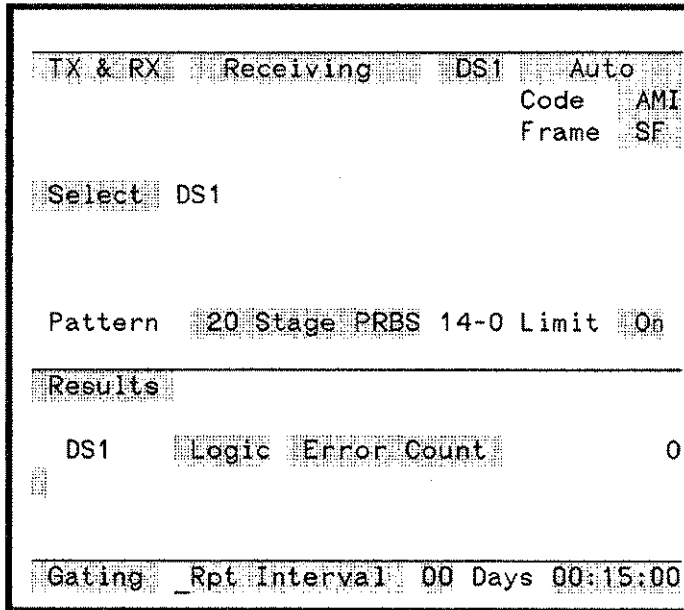 TX & RX Receiving DS1 Auto
Code AMI
Frame SF
Select DS1
Pattern 20 Stage PRBS 14-0 Limit On
Results
DS1 Logic Error Count 0
Gating _Rpt Interval 00 Days 00:15:00